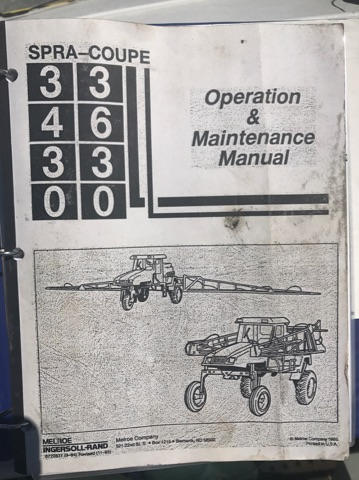 SPRA-COUPE
3 3
4 6
3 3
0 0
Operation
&
Maintenance
Manual
MELROE
INGERSOLL-RAND
Melroe Company
© Melroe Company
Printed in U.S.A.